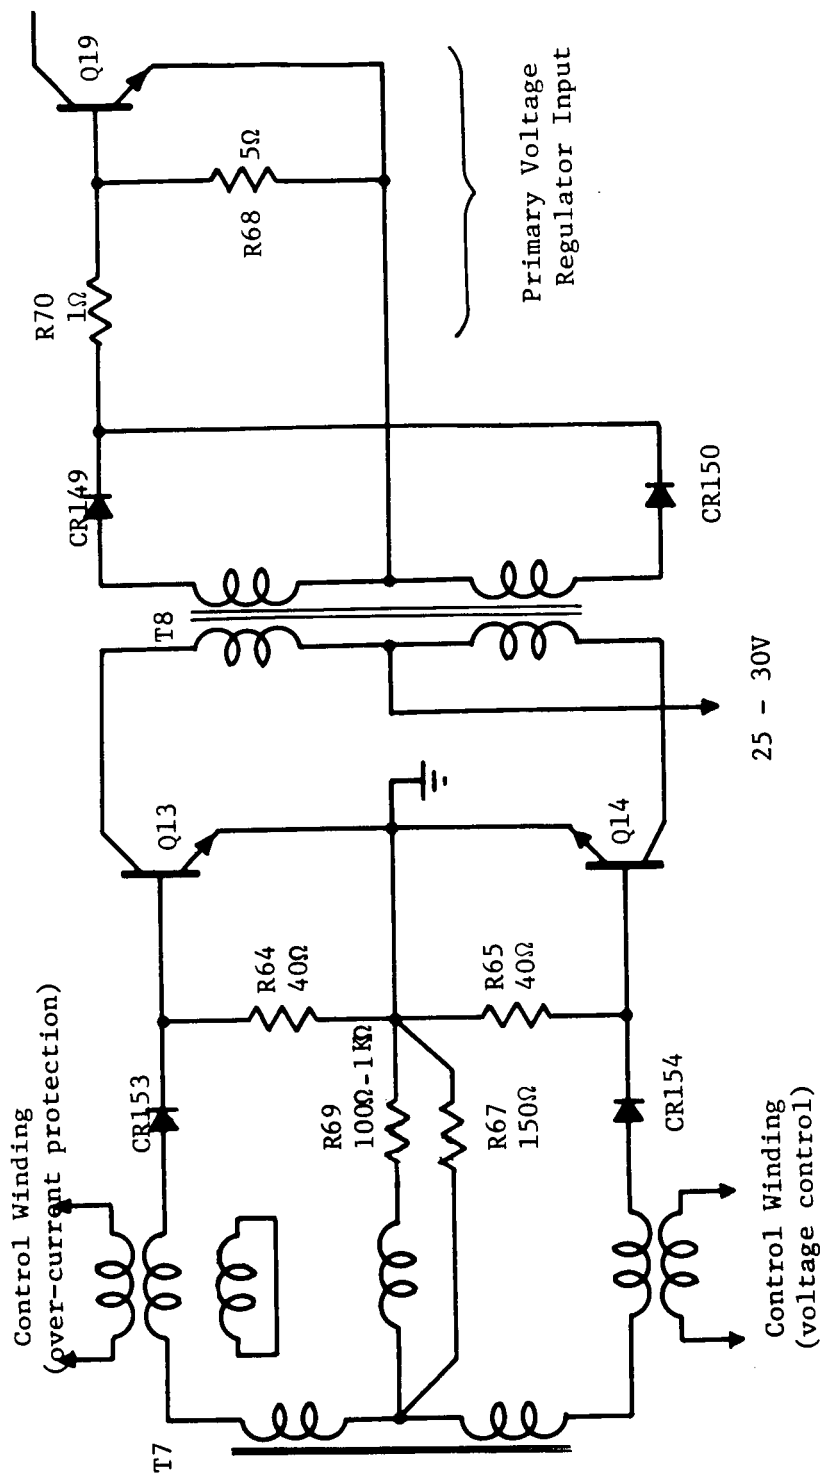 T7
Control Winding
(over-current protection)
CR153
R64
40Ω
Q13
T8
CR149
R70
1Ω
Q19
R68
5Ω
R69
100Ω-1KΩ
R67
150Ω
R65
40Ω
Q14
CR154
Control Winding
(voltage control)
25 - 30V
CR150
Primary Voltage
Regulator Input